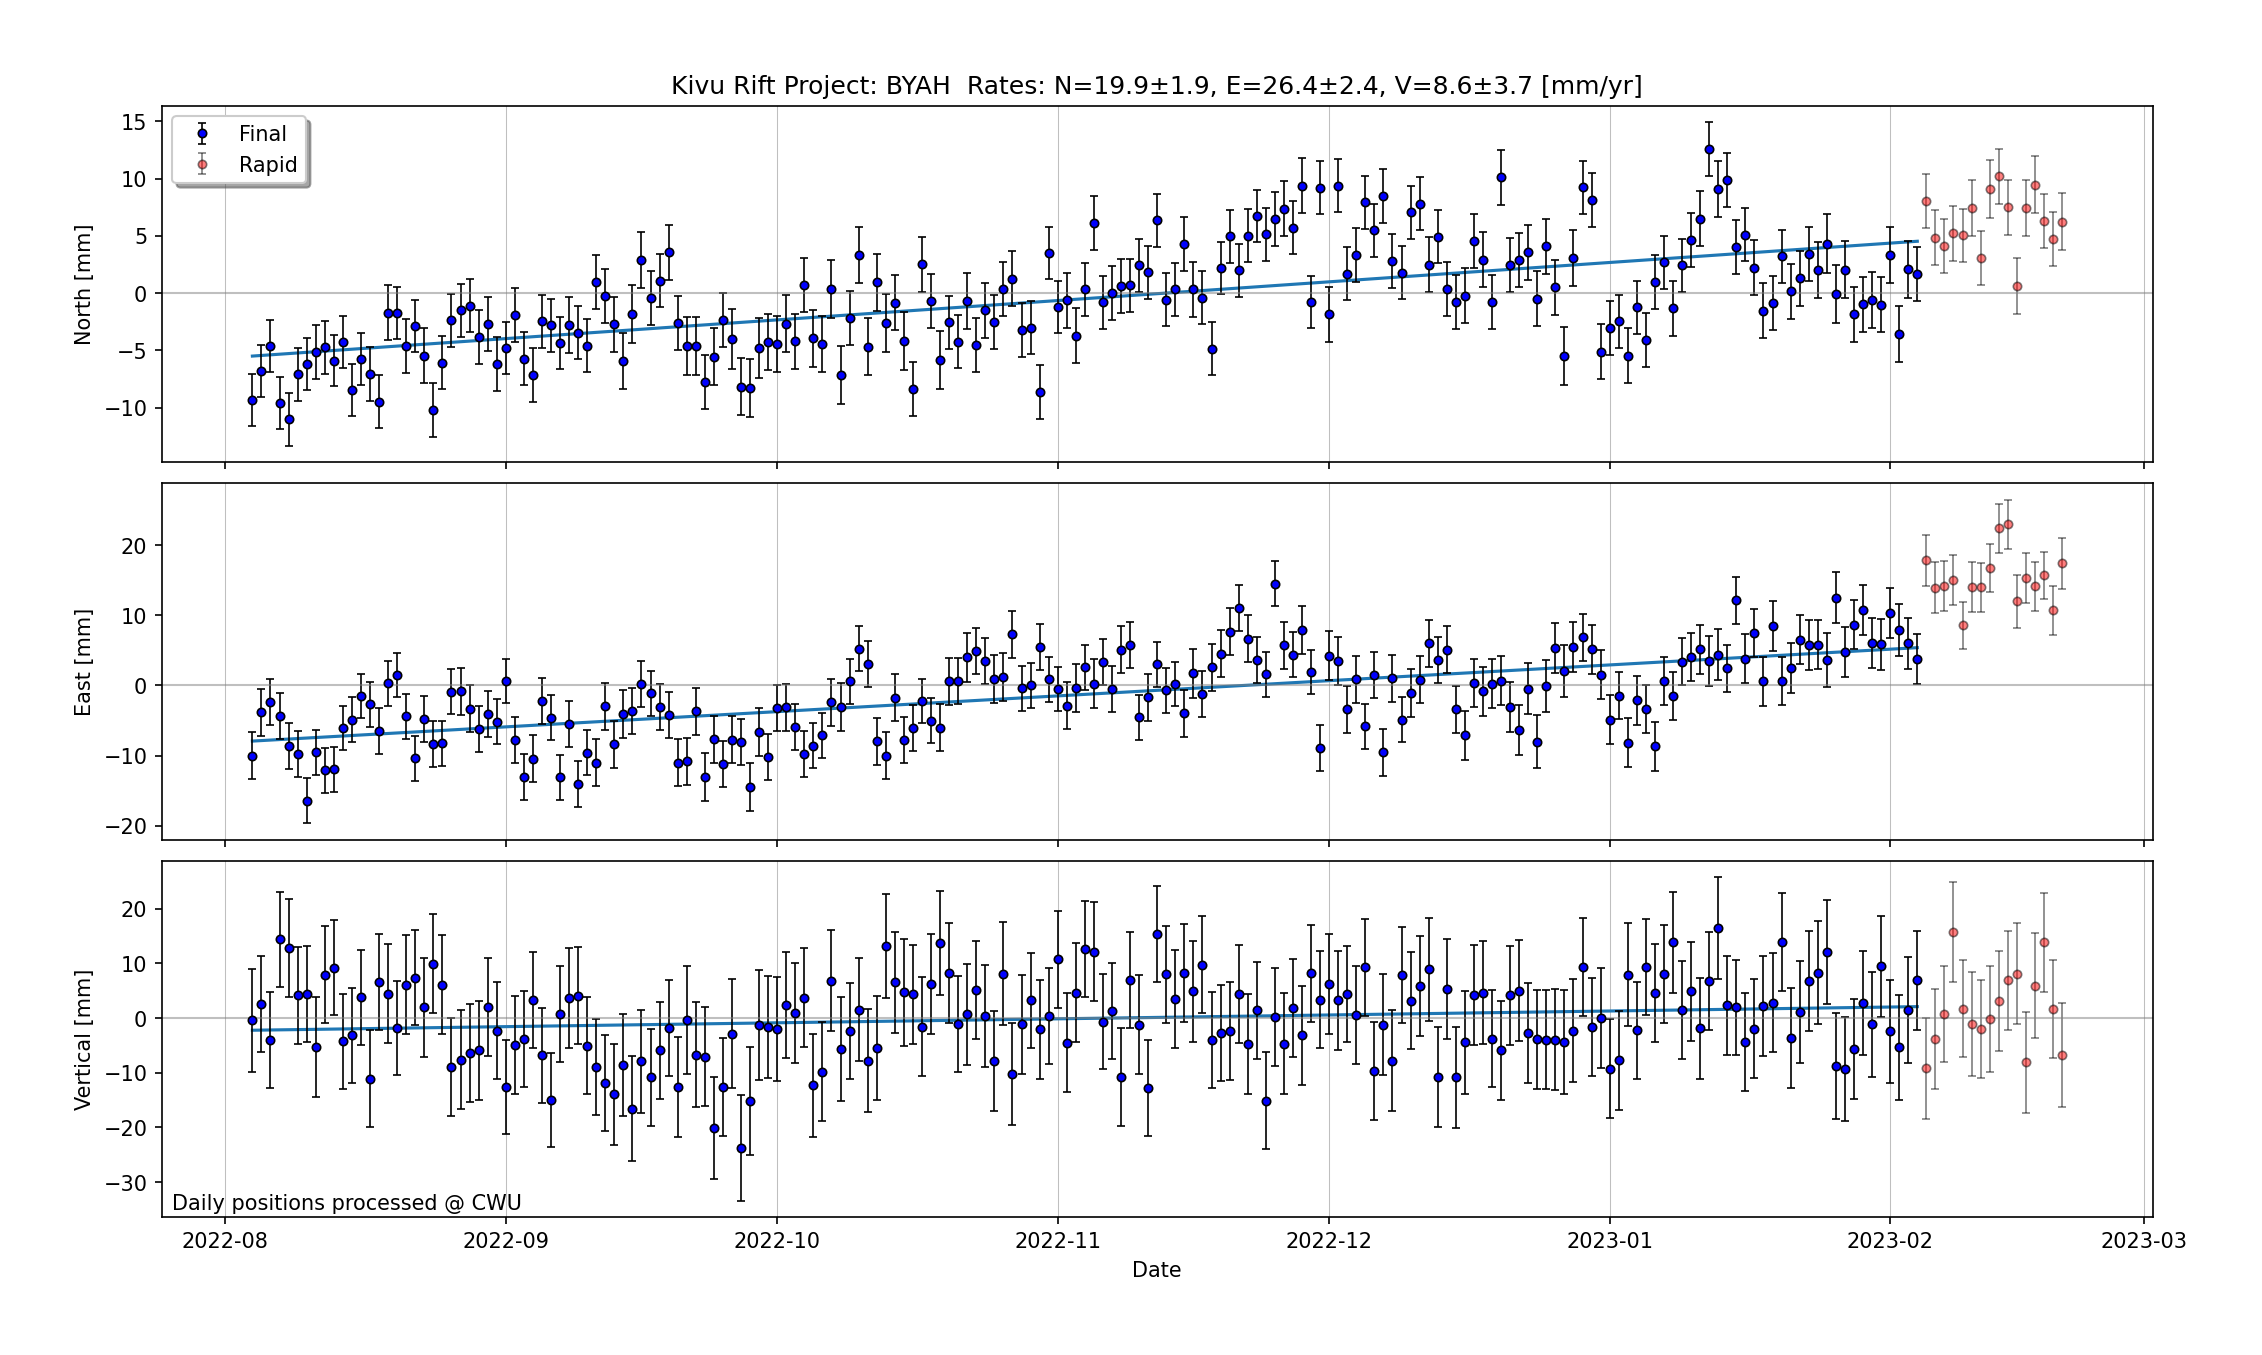 Kivu Rift Project: BYAH  Rates: N=19.9±1.9, E=26.4±2.4, V=8.6±3.7 [mm/yr]
Final
Rapid
North [mm]
15
10
5
0
−5
−10
East [mm]
20
10
0
−10
−20
Vertical [mm]
20
10
0
−10
−20
−30
Daily positions processed @ CWU
2022-08 2022-09 2022-10 2022-11 2022-12 2023-01 2023-02 2023-03
Date